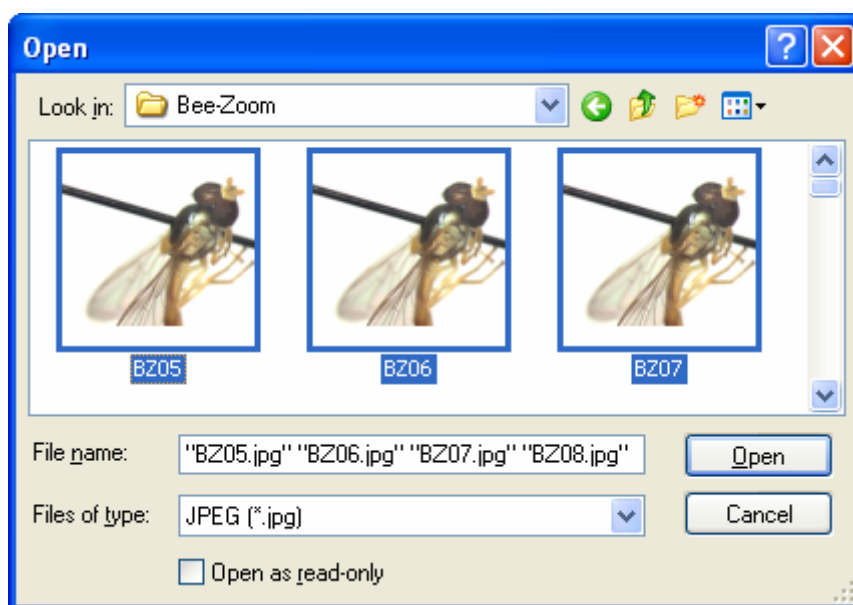 Open
Look in: Bee-Zoom
BZ05 BZ06 BZ07
File name: "BZ05.jpg" "BZ06.jpg" "BZ07.jpg" "BZ08.jpg" Open
Files of type: JPEG (*.jpg) Cancel
Open as read-only